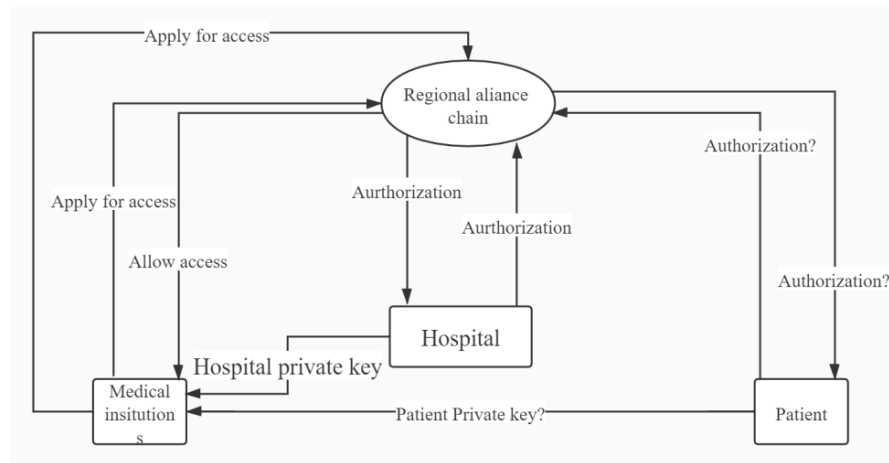 Apply for access
Regional aliance
chain
Authorization?
Aurthorization
Apply for access
Aurthorization
Allow access
Authorization?
Hospital
Hospital private key
Medical
insitution
s
Patient Private key?
Patient